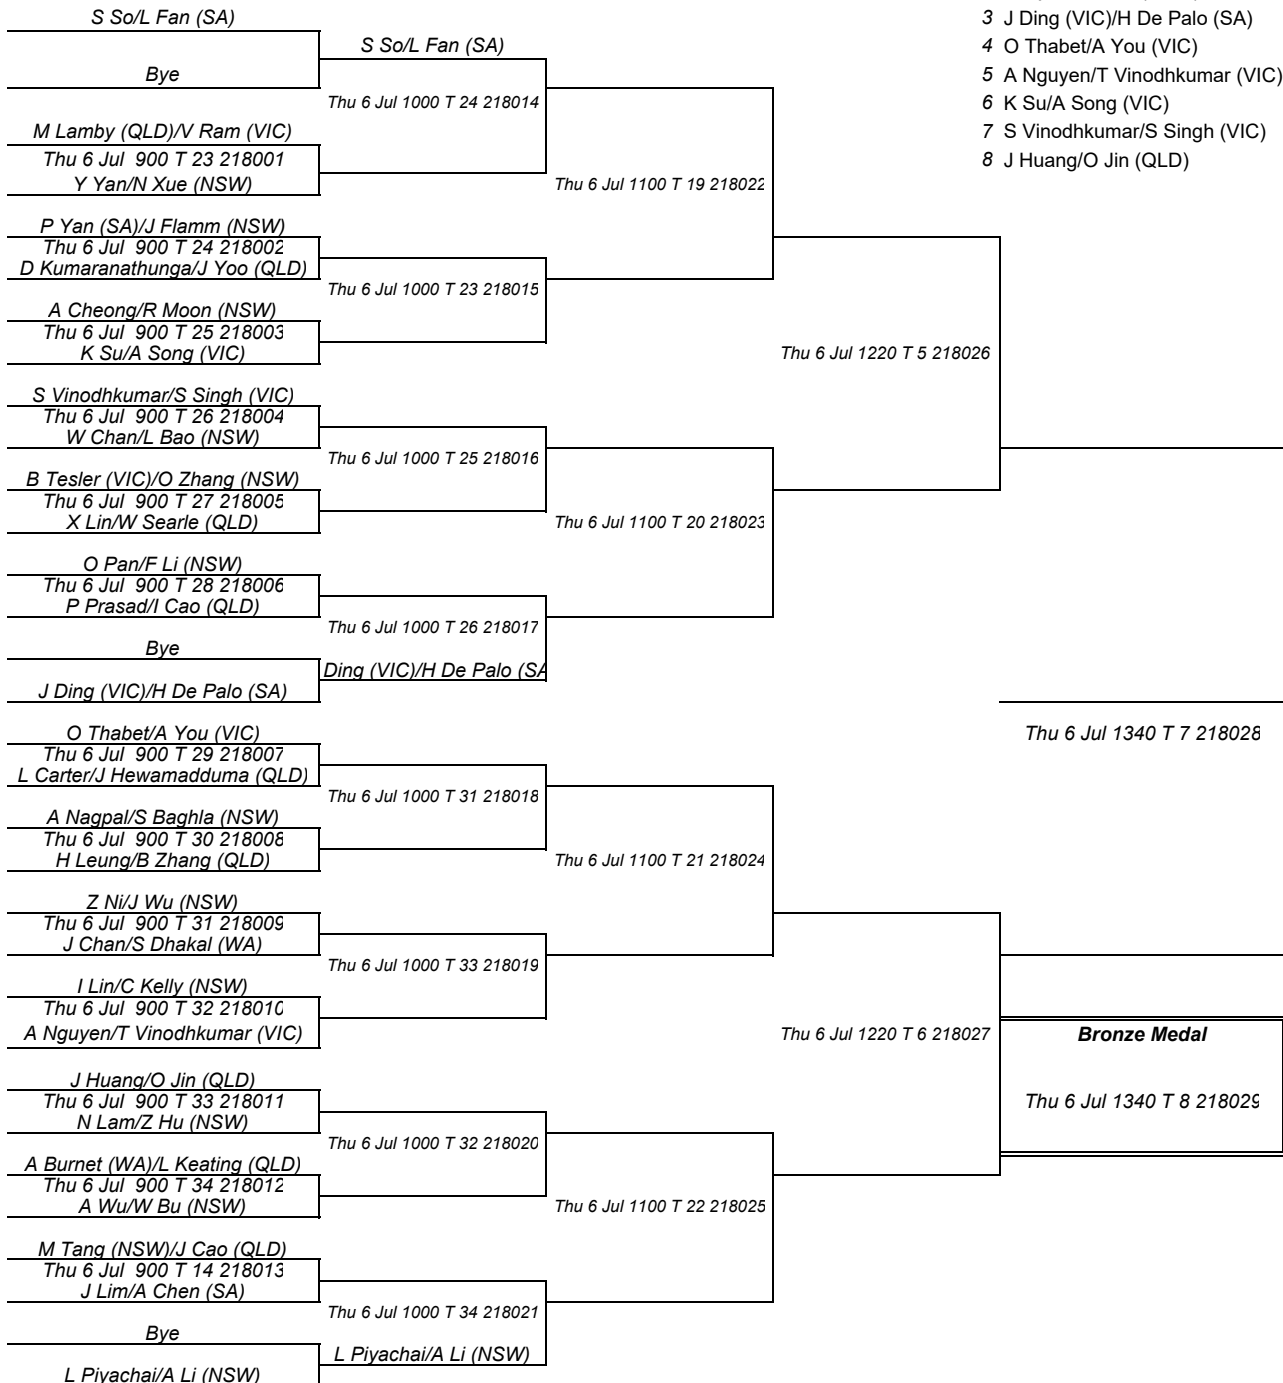 3 J Ding (VIC)/H De Palo (SA)
4 O Thabet/A You (VIC)
5 A Nguyen/T Vinodhkumar (VIC)
6 K Su/A Song (VIC)
7 S Vinodhkumar/S Singh (VIC)
8 J Huang/O Jin (QLD)
S So/L Fan (SA)
Bye
M Lamby (QLD)/V Ram (VIC)
Thu 6 Jul 900 T 23 218001
Y Yan/N Xue (NSW)
P Yan (SA)/J Flamm (NSW)
Thu 6 Jul 900 T 24 218002
D Kumaranathunga/J Yoo (QLD)
A Cheong/R Moon (NSW)
Thu 6 Jul 900 T 25 218003
K Su/A Song (VIC)
S Vinodhkumar/S Singh (VIC)
Thu 6 Jul 900 T 26 218004
W Chan/L Bao (NSW)
B Tesler (VIC)/O Zhang (NSW)
Thu 6 Jul 900 T 27 218005
X Lin/W Searle (QLD)
O Pan/F Li (NSW)
Thu 6 Jul 900 T 28 218006
P Prasad/I Cao (QLD)
Bye
J Ding (VIC)/H De Palo (SA)
O Thabet/A You (VIC)
Thu 6 Jul 900 T 29 218007
L Carter/J Hewamadduma (QLD)
A Nagpal/S Baghla (NSW)
Thu 6 Jul 900 T 30 218008
H Leung/B Zhang (QLD)
Z Ni/J Wu (NSW)
Thu 6 Jul 900 T 31 218009
J Chan/S Dhakal (WA)
I Lin/C Kelly (NSW)
Thu 6 Jul 900 T 32 218010
A Nguyen/T Vinodhkumar (VIC)
J Huang/O Jin (QLD)
Thu 6 Jul 900 T 33 218011
N Lam/Z Hu (NSW)
A Burnet (WA)/L Keating (QLD)
Thu 6 Jul 900 T 34 218012
A Wu/W Bu (NSW)
M Tang (NSW)/J Cao (QLD)
Thu 6 Jul 900 T 14 218013
J Lim/A Chen (SA)
Bye
L Piyachai/A Li (NSW)
S So/L Fan (SA)
Thu 6 Jul 1000 T 24 218014
Thu 6 Jul 1000 T 23 218015
Thu 6 Jul 1000 T 25 218016
Thu 6 Jul 1000 T 26 218017
Ding (VIC)/H De Palo (SA
Thu 6 Jul 1000 T 31 218018
Thu 6 Jul 1000 T 33 218019
Thu 6 Jul 1000 T 32 218020
Thu 6 Jul 1000 T 34 218021
L Piyachai/A Li (NSW)
Thu 6 Jul 1100 T 19 218022
Thu 6 Jul 1100 T 20 218023
Thu 6 Jul 1100 T 21 218024
Thu 6 Jul 1100 T 22 218025
Thu 6 Jul 1220 T 5 218026
Thu 6 Jul 1220 T 6 218027
Thu 6 Jul 1340 T 7 218028
Bronze Medal
Thu 6 Jul 1340 T 8 218029